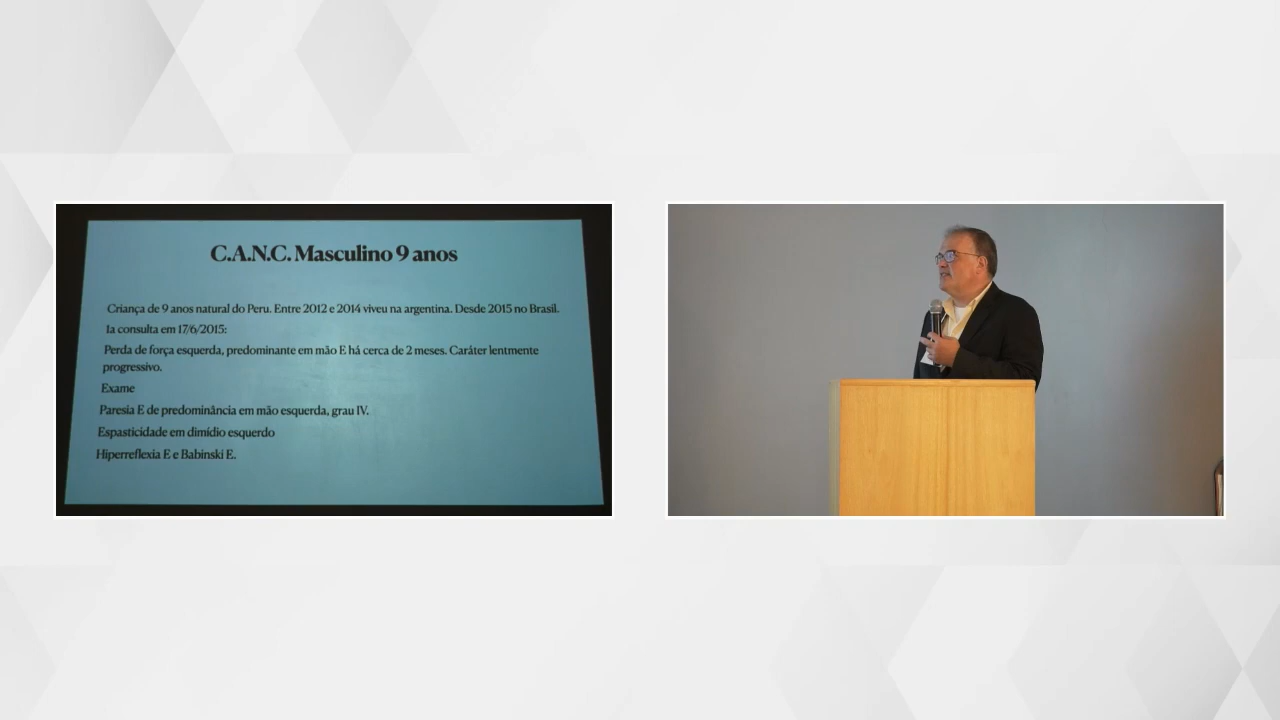 C.A.N.C. Masculino 9 anos
Criança de 9 anos natural do Peru. Entre 2012 e 2014 viveu na argentina. Desde 2015 no Brasil.
1a consulta em 17/6/2015:
Perda de força esquerda, predominante em mão E há cerca de 2 meses. Caráter lentmente
progressivo.
Exame
Paresia E de predominância em mão esquerda, grau IV.
Espasticidade em dimídio esquerdo
Hiperreflexia E e Babinski E.